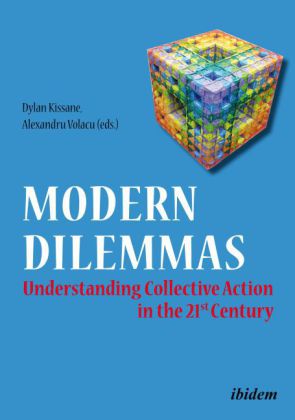 Dylan Kissane,
Alexandru Volacu (eds.)
MODERN
DILEMMAS
Understanding Collective Action
in the 21st Century
ibidem